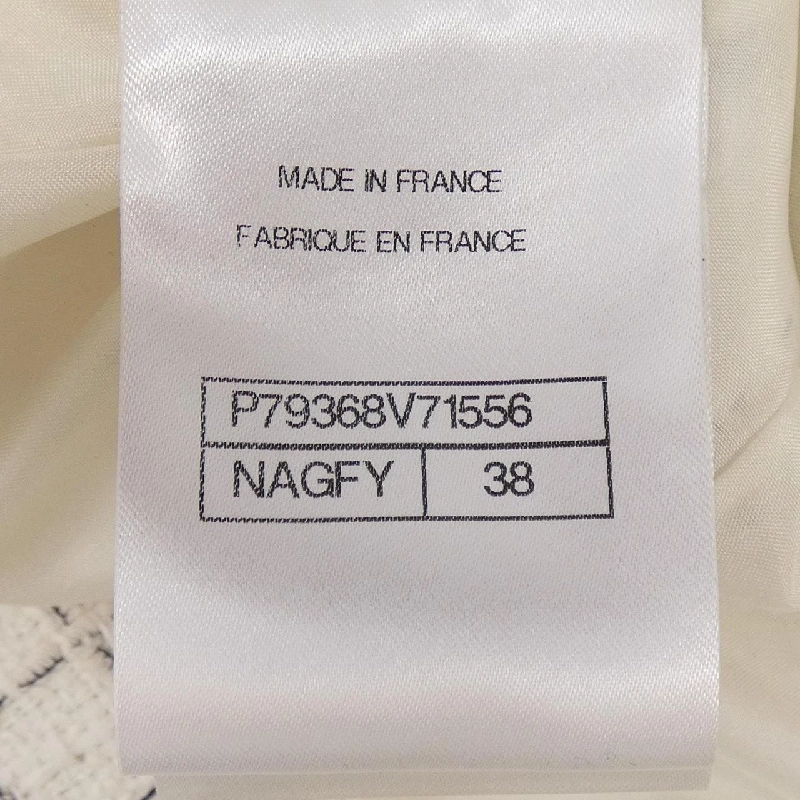 MADE IN FRANCE
FABRIQUE EN FRANCE
P79368V71556
NAGFY 38